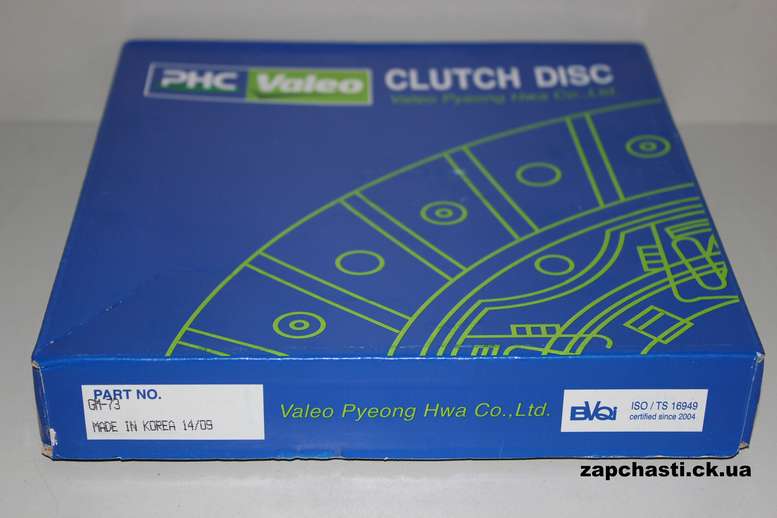 PHC Valeo CLUTCH DISC
Valeo Pyeong Hwa Co.,Ltd.
PART NO.
GM-73
MADE IN KOREA 14/09
Valeo Pyeong Hwa Co.,Ltd.
BVQi
ISO / TS 16949
certified since 2004
zapchasti.ck.ua